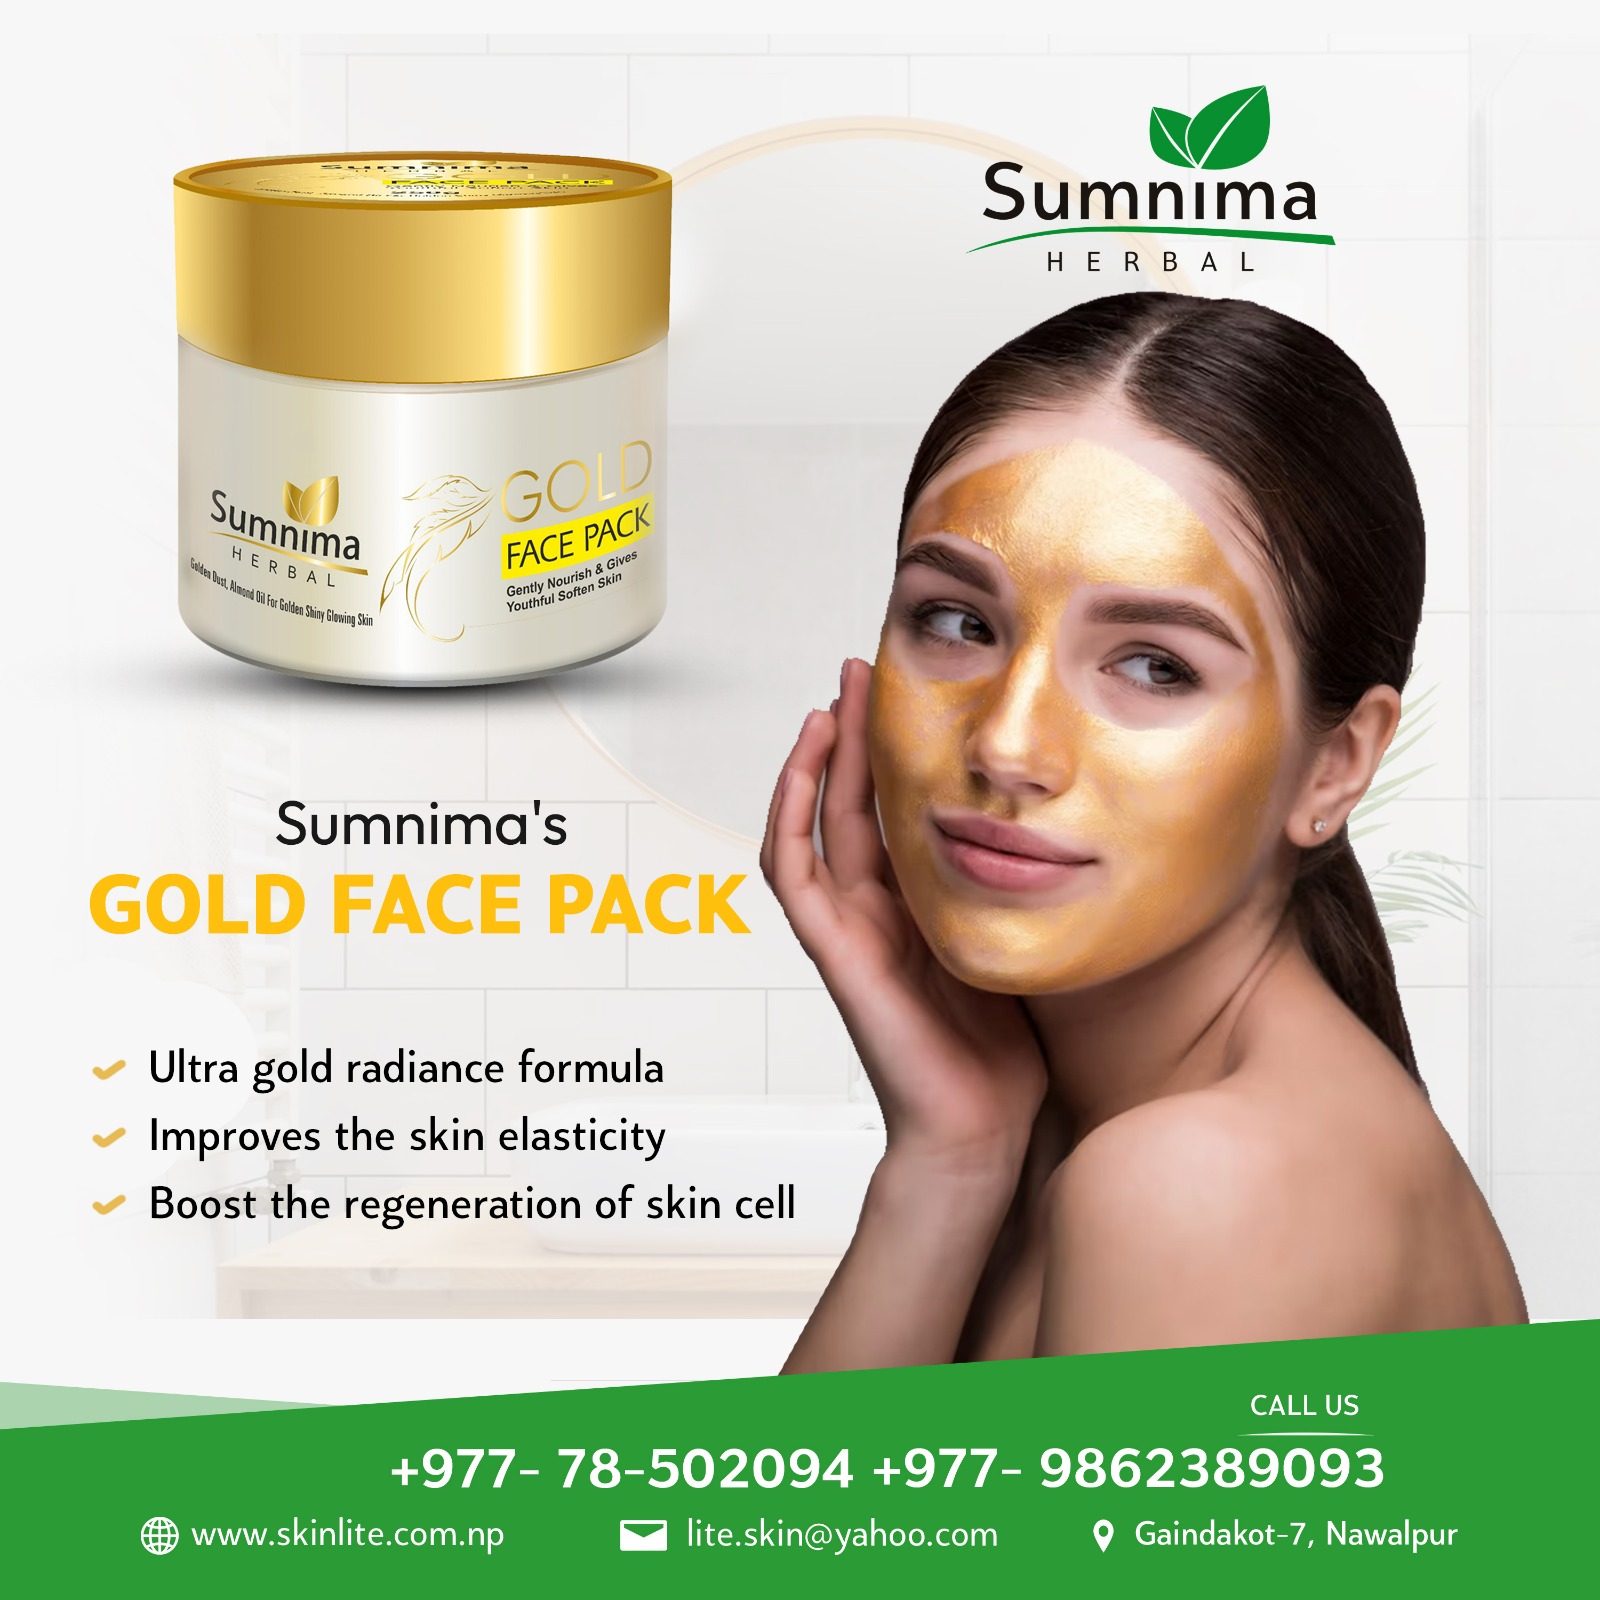 Sumnima
HERBAL
FACE PACK
Sumnima
HERBAL
Golden Dust, Almond Oil For Golden Shiny Glowing Skin
GOLD
FACE PACK
Gently Nourish & Gives
Youthful Soften Skin
Sumnima's
GOLD FACE PACK
Ultra gold radiance formula
Improves the skin elasticity
Boost the regeneration of skin cell
CALL US
+977- 78-502094 +977- 9862389093
www.skinlite.com.np
lite.skin@yahoo.com
Gaindakot-7, Nawalpur